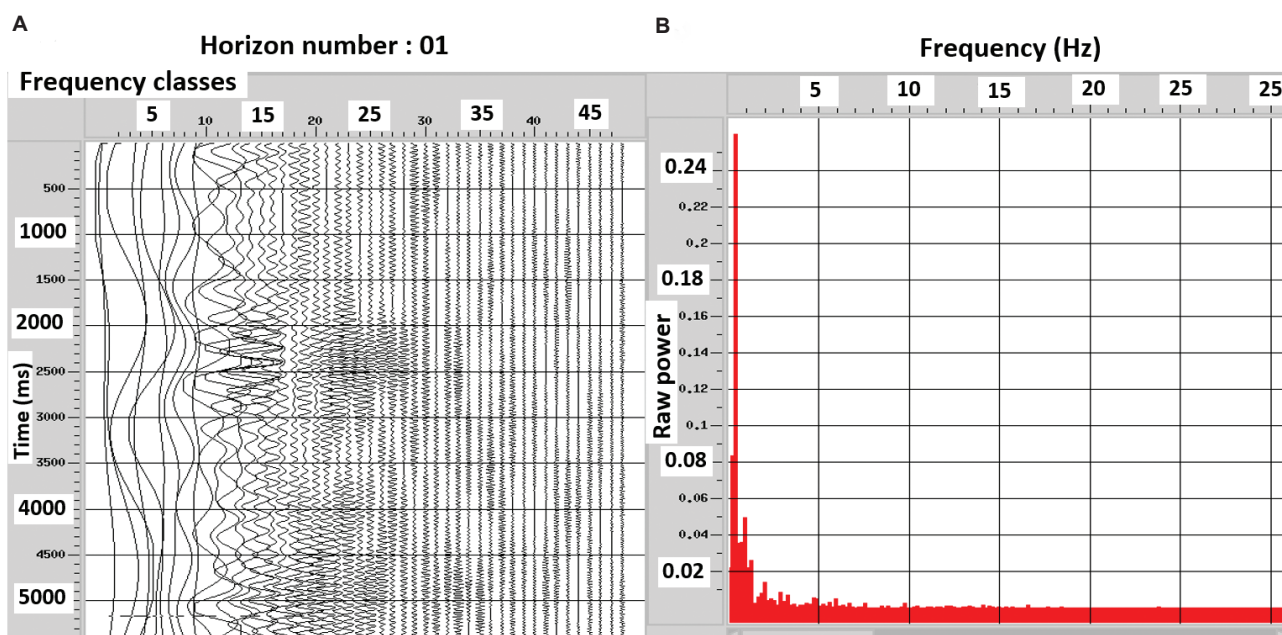 A
Horizon number : 01
Frequency classes
5 10 15 20 25 30 35 40 45
500
1000
1500
2000
2500
3000
3500
4000
4500
5000
Time (ms)
B
Frequency (Hz)
5 10 15 20 25 25
0.24
0.22
0.2
0.18
0.16
0.14
0.12
0.1
0.08
0.06
0.04
0.02
Raw power